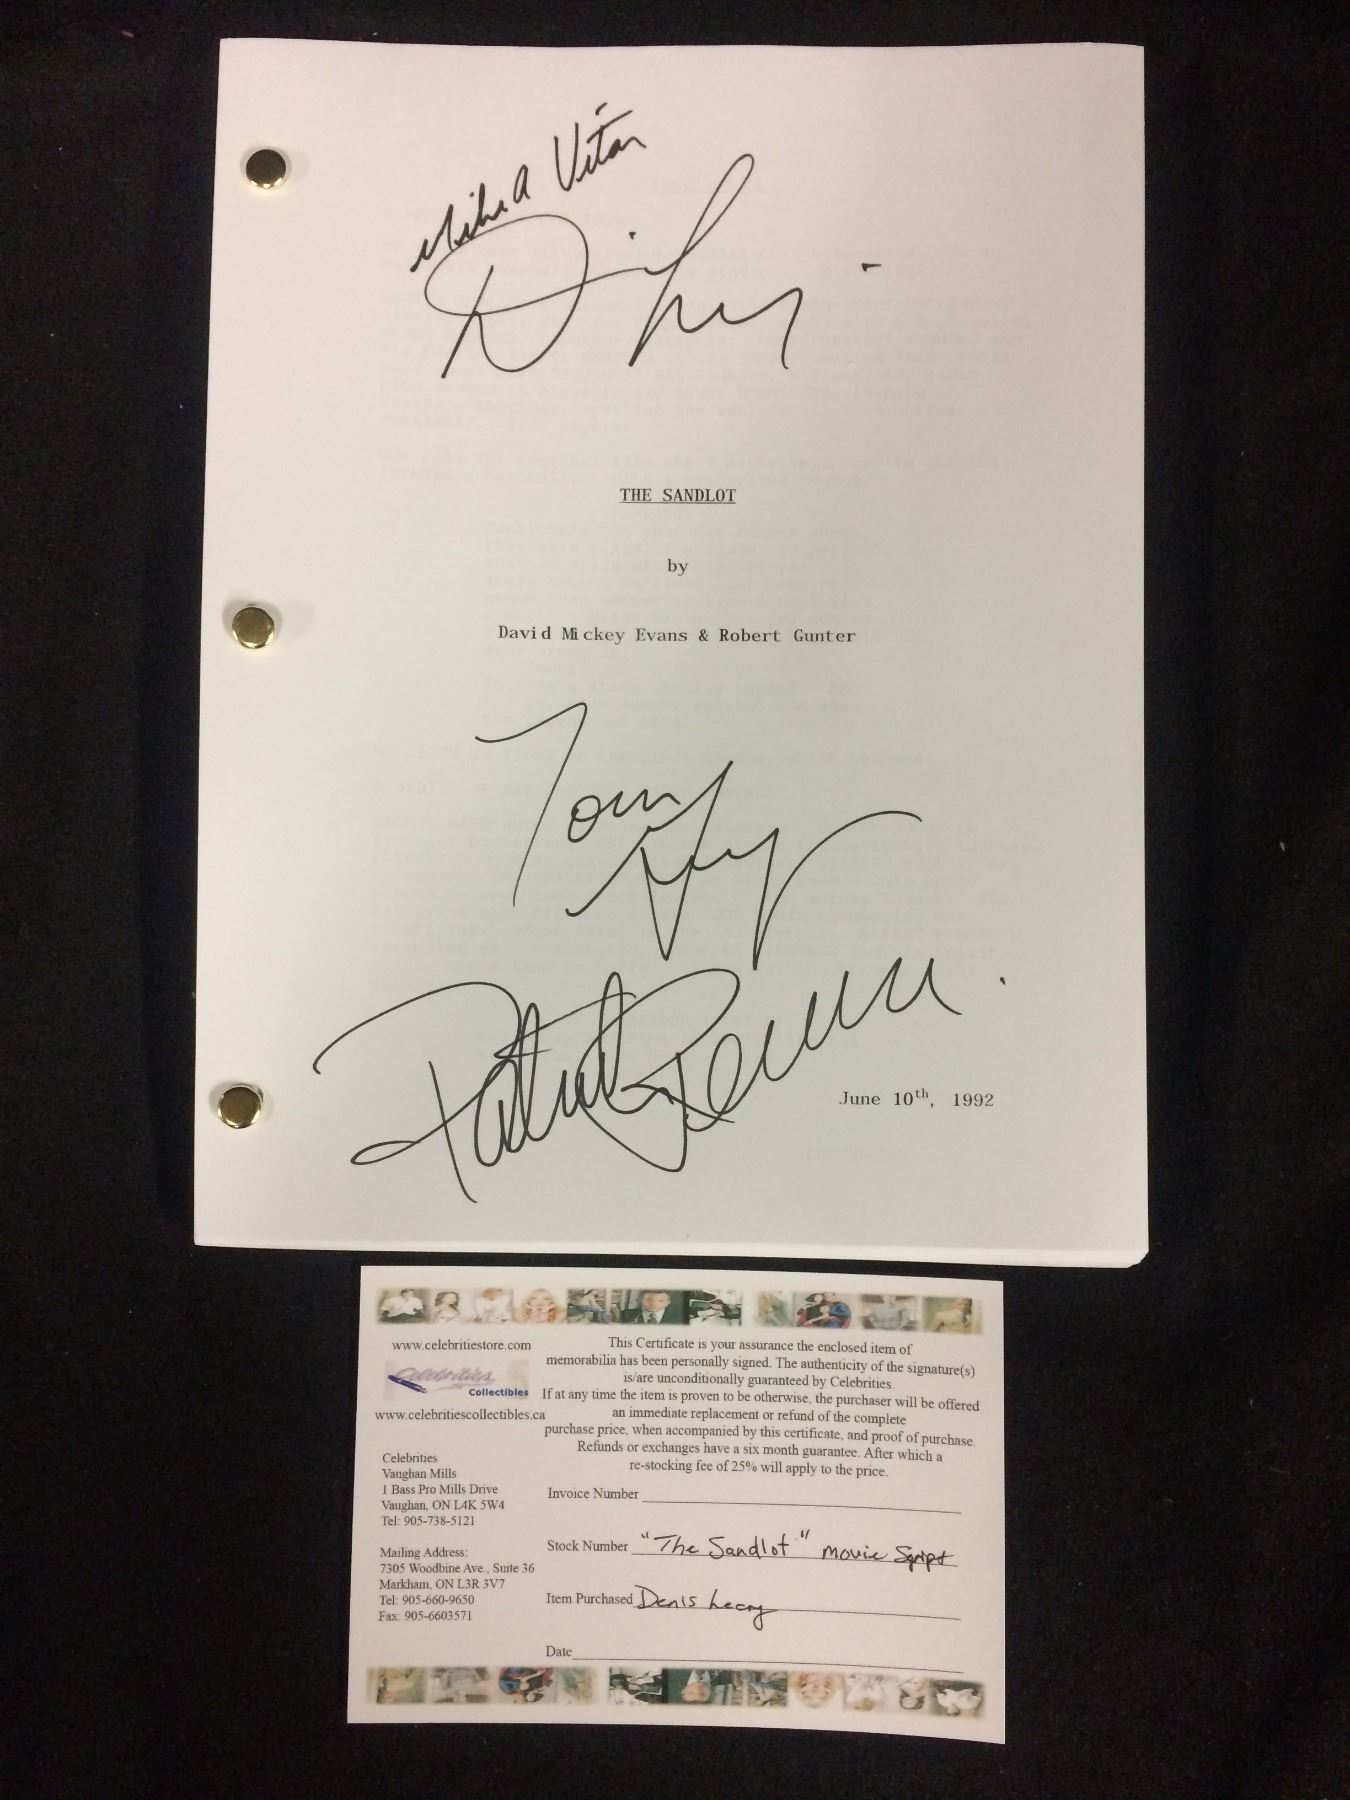 Mike A Vitar
THE SANDLOT
by
David Mickey Evans & Robert Gunter
Tom Guiry
Patrick Renna
June 10th, 1992
www.celebritiestore.com
Celebrities
Collectibles
www.celebritiescollectibles.ca
Celebrities
Vaughan Mills
1 Bass Pro Mills Drive
Vaughan, ON L4K 5W4
Tel: 905-738-5121
Mailing Address:
7305 Woodbine Ave., Suite 36
Markham, ON L3R 3V7
Tel: 905-660-9650
Fax: 905-6603571
This Certificate is your assurance the enclosed item of
memorabilia has been personally signed. The authenticity of the signature(s)
is/are unconditionally guaranteed by Celebrities.
If at any time the item is proven to be otherwise, the purchaser will be offered
an immediate replacement or refund of the complete
purchase price, when accompanied by this certificate, and proof of purchase.
Refunds or exchanges have a six month guarantee. After which a
re-stocking fee of 25% will apply to the price.
Invoice Number
Stock Number "The Sandlot" movie Script
Item Purchased Denis Leary
Date